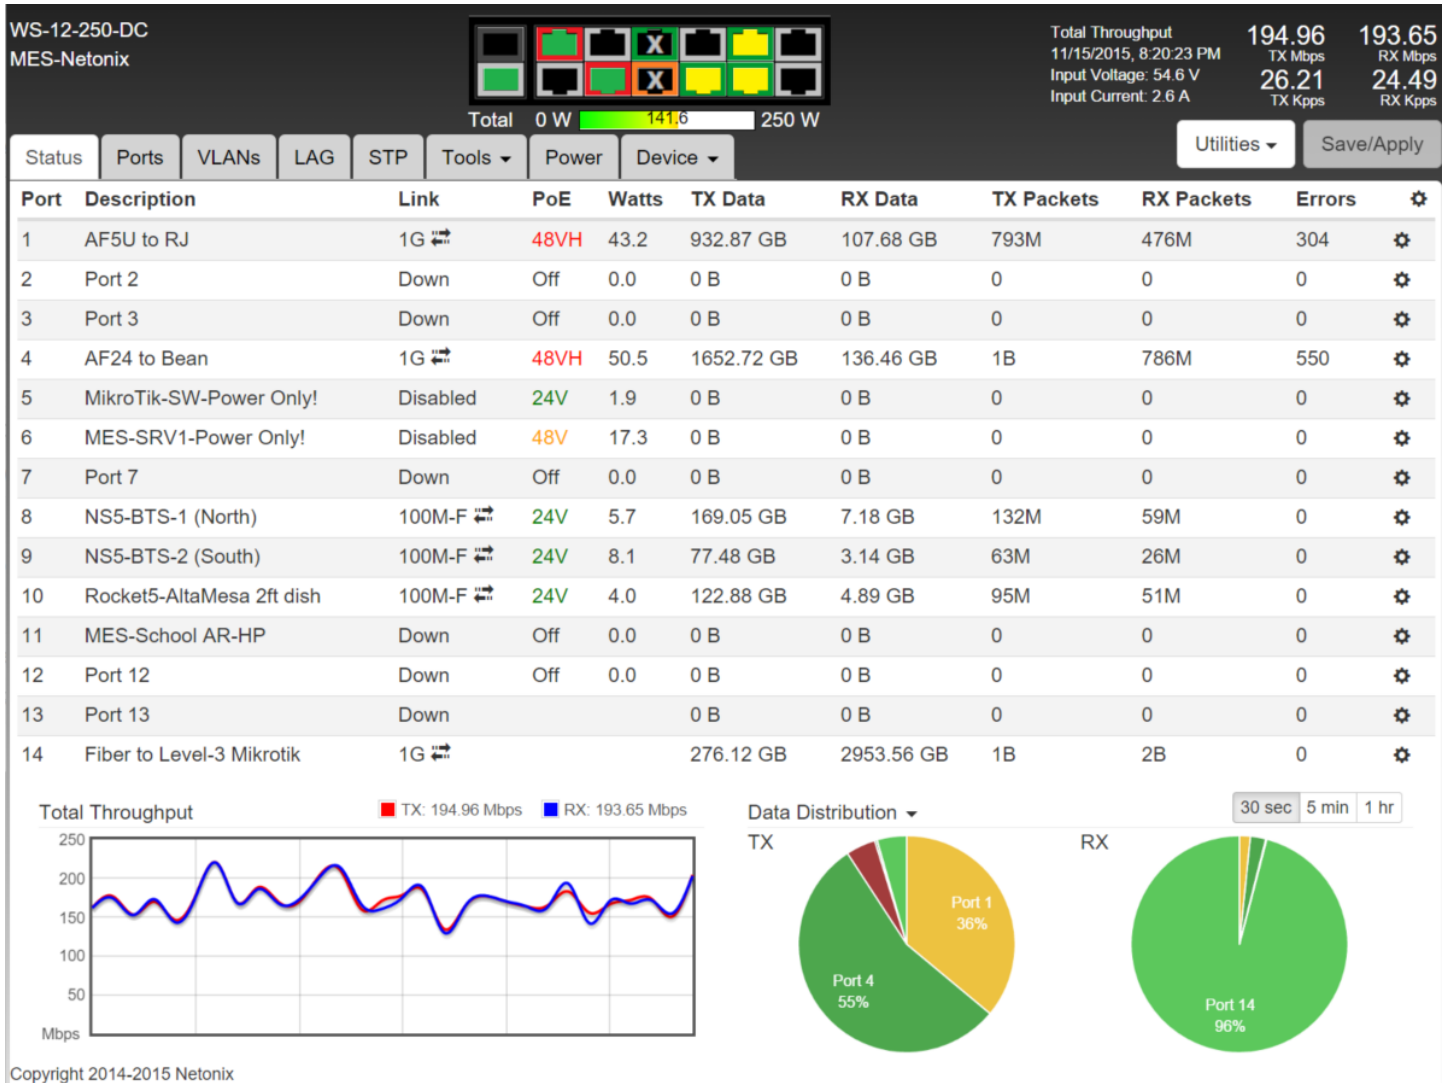 WS-12-250-DC
MES-Netonix
X
X
Total 0 W 141.6 250 W
Total Throughput
11/15/2015, 8:20:23 PM
Input Voltage: 54.6 V
Input Current: 2.6 A
194.96 193.65
TX Mbps RX Mbps
26.21 24.49
TX Kpps RX Kpps
Status Ports VLANs LAG STP Tools Power Device Utilities Save/Apply
Port Description Link PoE Watts TX Data RX Data TX Packets RX Packets Errors
1 AF5U to RJ 1G 48VH 43.2 932.87 GB 107.68 GB 793M 476M 304
2 Port 2 Down Off 0.0 0 B 0 B 0 0 0
3 Port 3 Down Off 0.0 0 B 0 B 0 0 0
4 AF24 to Bean 1G 48VH 50.5 1652.72 GB 136.46 GB 1B 786M 550
5 MikroTik-SW-Power Only! Disabled 24V 1.9 0 B 0 B 0 0 0
6 MES-SRV1-Power Only! Disabled 48V 17.3 0 B 0 B 0 0 0
7 Port 7 Down Off 0.0 0 B 0 B 0 0 0
8 NS5-BTS-1 (North) 100M-F 24V 5.7 169.05 GB 7.18 GB 132M 59M 0
9 NS5-BTS-2 (South) 100M-F 24V 8.1 77.48 GB 3.14 GB 63M 26M 0
10 Rocket5-AltaMesa 2ft dish 100M-F 24V 4.0 122.88 GB 4.89 GB 95M 51M 0
11 MES-School AR-HP Down Off 0.0 0 B 0 B 0 0 0
12 Port 12 Down Off 0.0 0 B 0 B 0 0 0
13 Port 13 Down 0 B 0 B 0 0 0
14 Fiber to Level-3 Mikrotik 1G 276.12 GB 2953.56 GB 1B 2B 0
Total Throughput TX: 194.96 Mbps RX: 193.65 Mbps
250
200
150
100
50
Mbps
Data Distribution 30 sec 5 min 1 hr
TX
Port 1
36%
Port 4
55%
RX
Port 14
96%
Copyright 2014-2015 Netonix